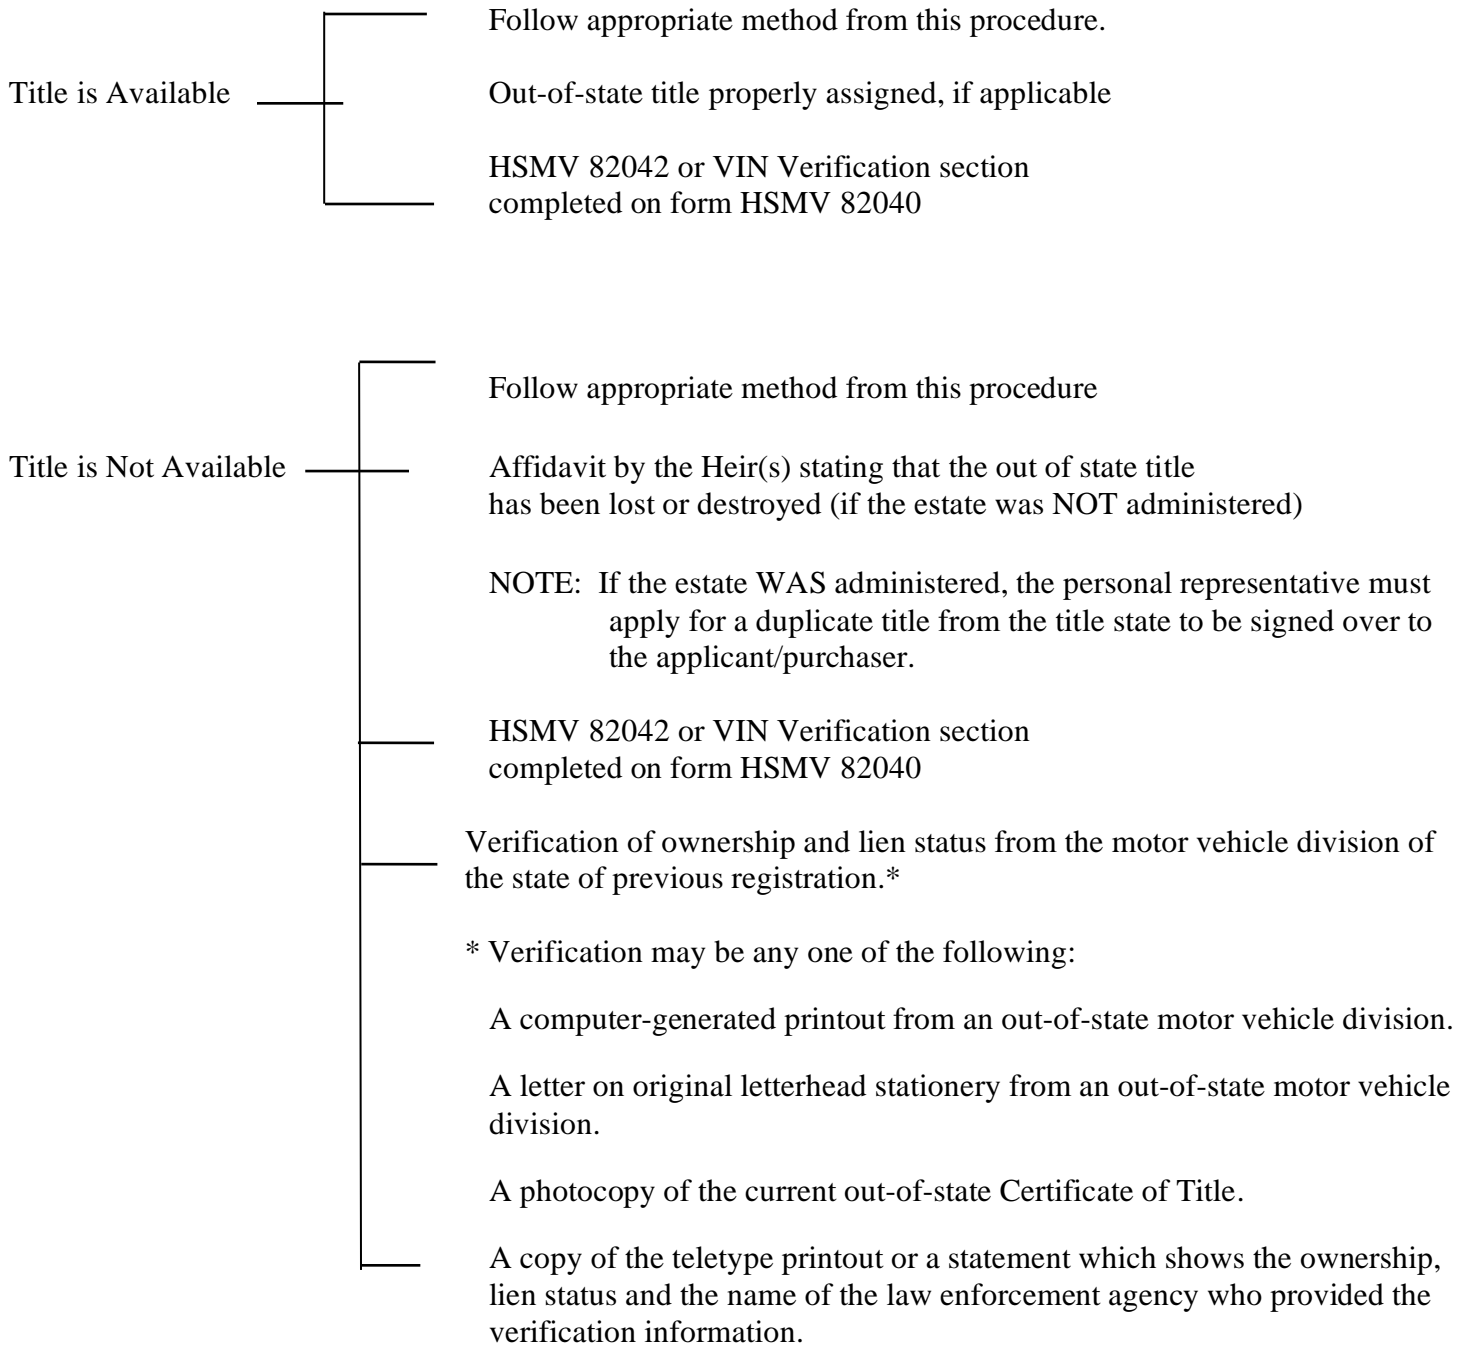 Follow appropriate method from this procedure.
Title is Available
Out-of-state title properly assigned, if applicable
HSMV 82042 or VIN Verification section
completed on form HSMV 82040
Follow appropriate method from this procedure
Title is Not Available
Affidavit by the Heir(s) stating that the out of state title
has been lost or destroyed (if the estate was NOT administered)
NOTE: If the estate WAS administered, the personal representative must
apply for a duplicate title from the title state to be signed over to
the applicant/purchaser.
HSMV 82042 or VIN Verification section
completed on form HSMV 82040
Verification of ownership and lien status from the motor vehicle division of
the state of previous registration.*
* Verification may be any one of the following:
A computer-generated printout from an out-of-state motor vehicle division.
A letter on original letterhead stationery from an out-of-state motor vehicle
division.
A photocopy of the current out-of-state Certificate of Title.
A copy of the teletype printout or a statement which shows the ownership,
lien status and the name of the law enforcement agency who provided the
verification information.